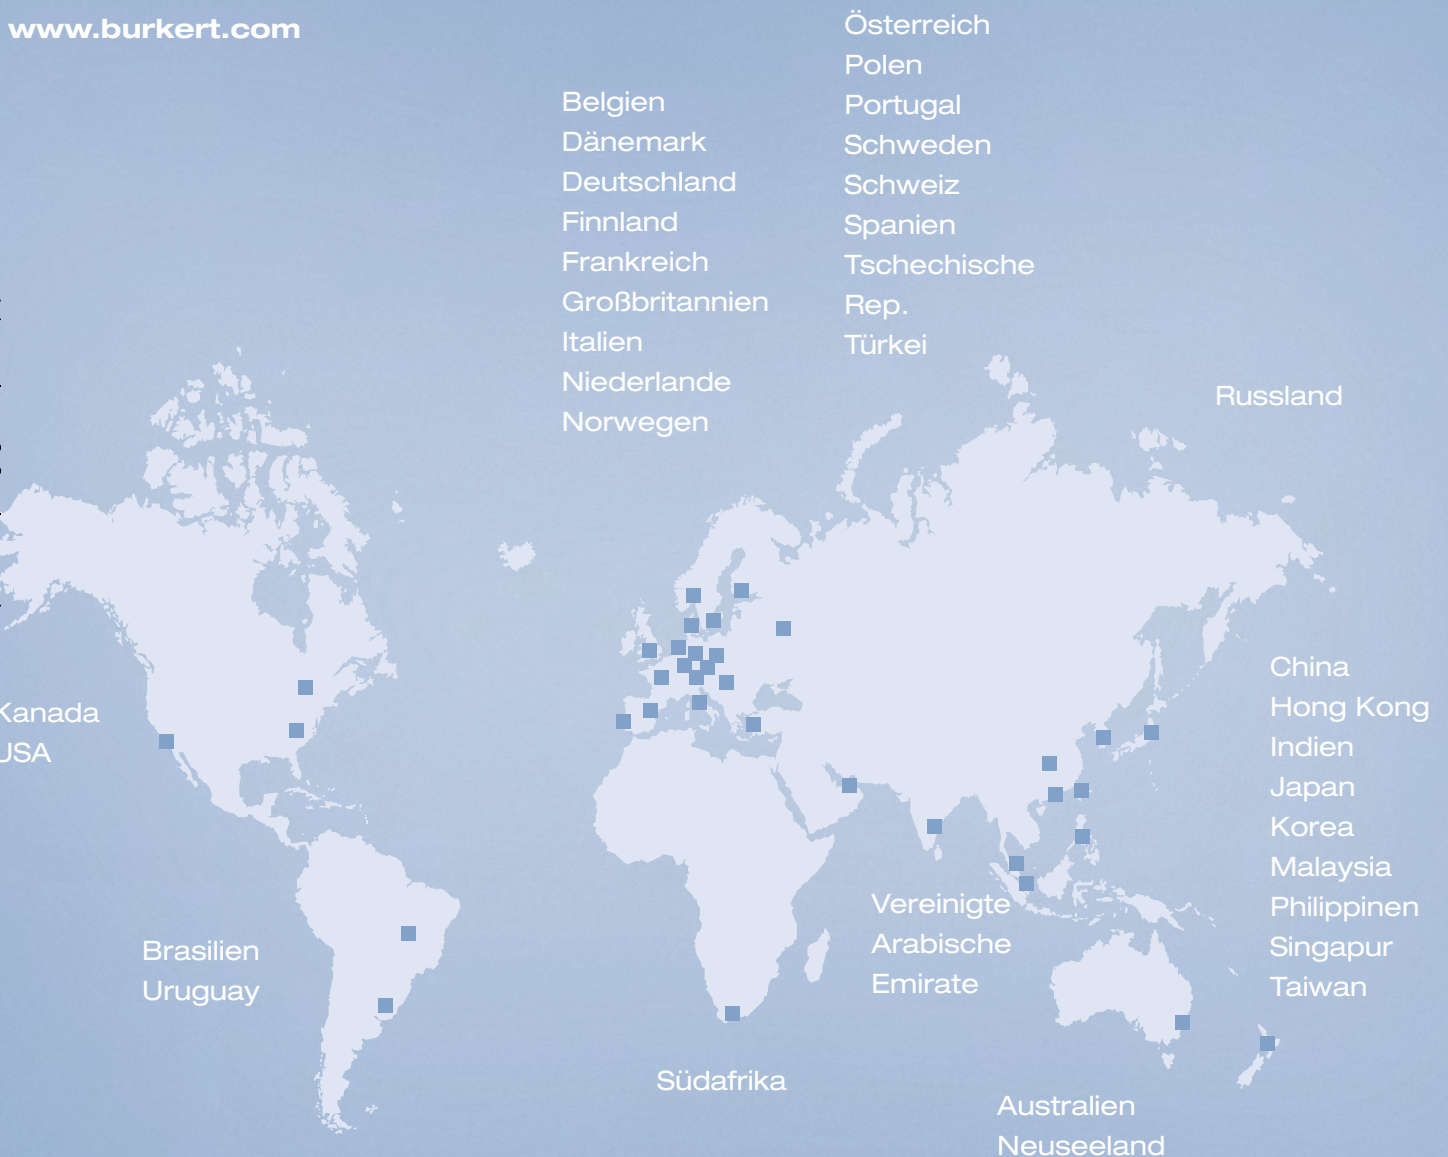 www.burkert.com
Belgien
Dänemark
Deutschland
Finnland
Frankreich
Großbritannien
Italien
Niederlande
Norwegen
Österreich
Polen
Portugal
Schweden
Schweiz
Spanien
Tschechische
Rep.
Türkei
Russland
Kanada
USA
China
Hong Kong
Indien
Japan
Korea
Malaysia
Philippinen
Singapur
Taiwan
Brasilien
Uruguay
Vereinigte
Arabische
Emirate
Südafrika
Australien
Neuseeland